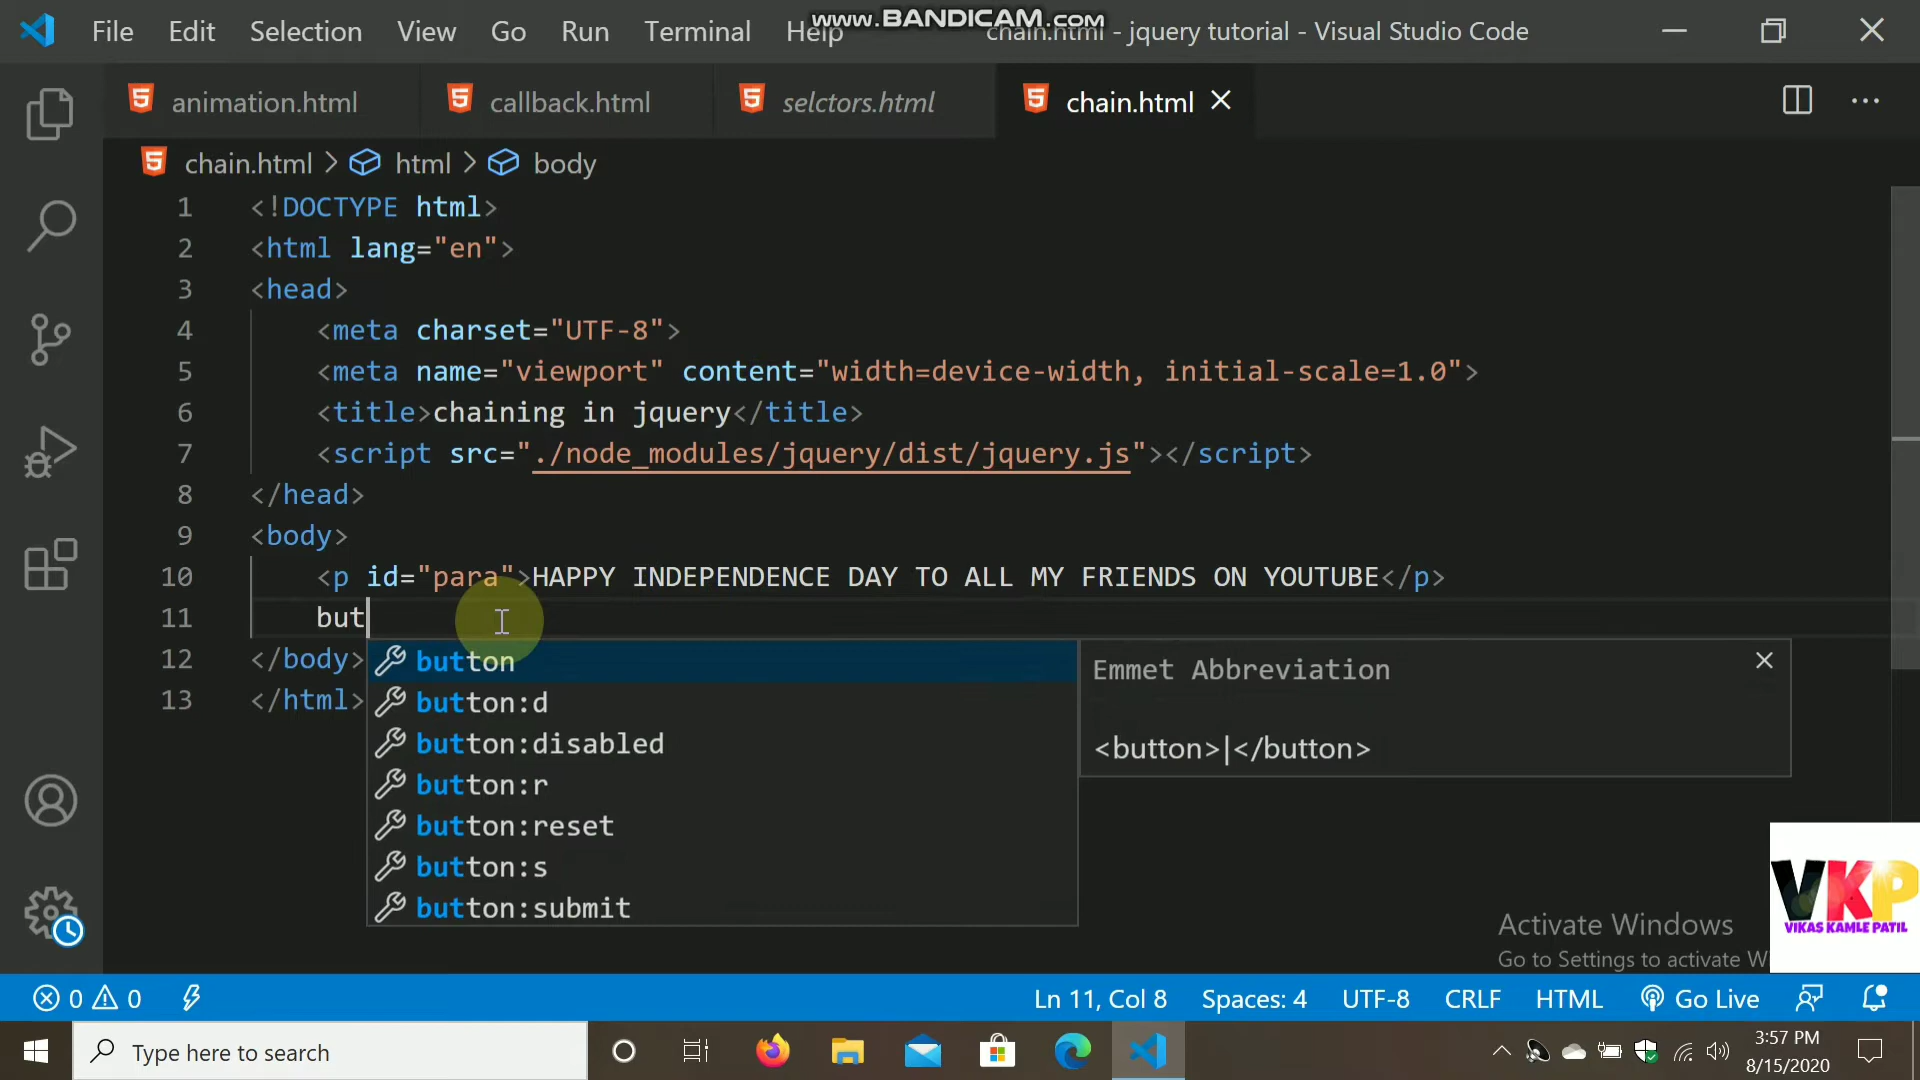 File Edit Selection View Go Run Terminal Help chain.html - jquery tutorial - Visual Studio Code
www.BANDICAM.com
animation.html callback.html selctors.html chain.html
chain.html > html > body
1 <!DOCTYPE html>
2 <html lang="en">
3 <head>
4 <meta charset="UTF-8">
5 <meta name="viewport" content="width=device-width, initial-scale=1.0">
6 <title>chaining in jquery</title>
7 <script src="./node_modules/jquery/dist/jquery.js"></script>
8 </head>
9 <body>
10 <p id="para">HAPPY INDEPENDENCE DAY TO ALL MY FRIENDS ON YOUTUBE</p>
11 but
12 </body>
13 </html>
button
button:d
button:disabled
button:r
button:reset
button:s
button:submit
Emmet Abbreviation
<button>|</button>
VKP
VIKAS KAMLE PATIL
Activate Windows
Go to Settings to activate W
0 0 Ln 11, Col 8 Spaces: 4 UTF-8 CRLF HTML Go Live
Type here to search
3:57 PM
8/15/2020